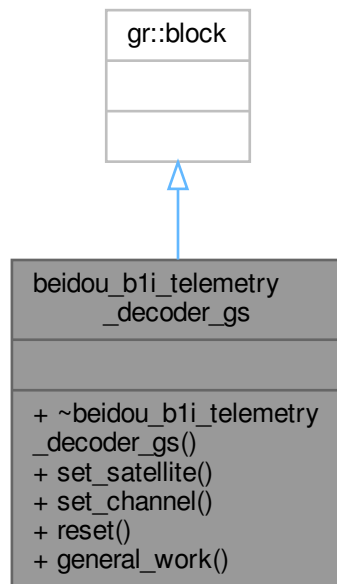 gr::block
beidou_b1i_telemetry
_decoder_gs
+ ~beidou_b1i_telemetry
_decoder_gs()
+ set_satellite()
+ set_channel()
+ reset()
+ general_work()